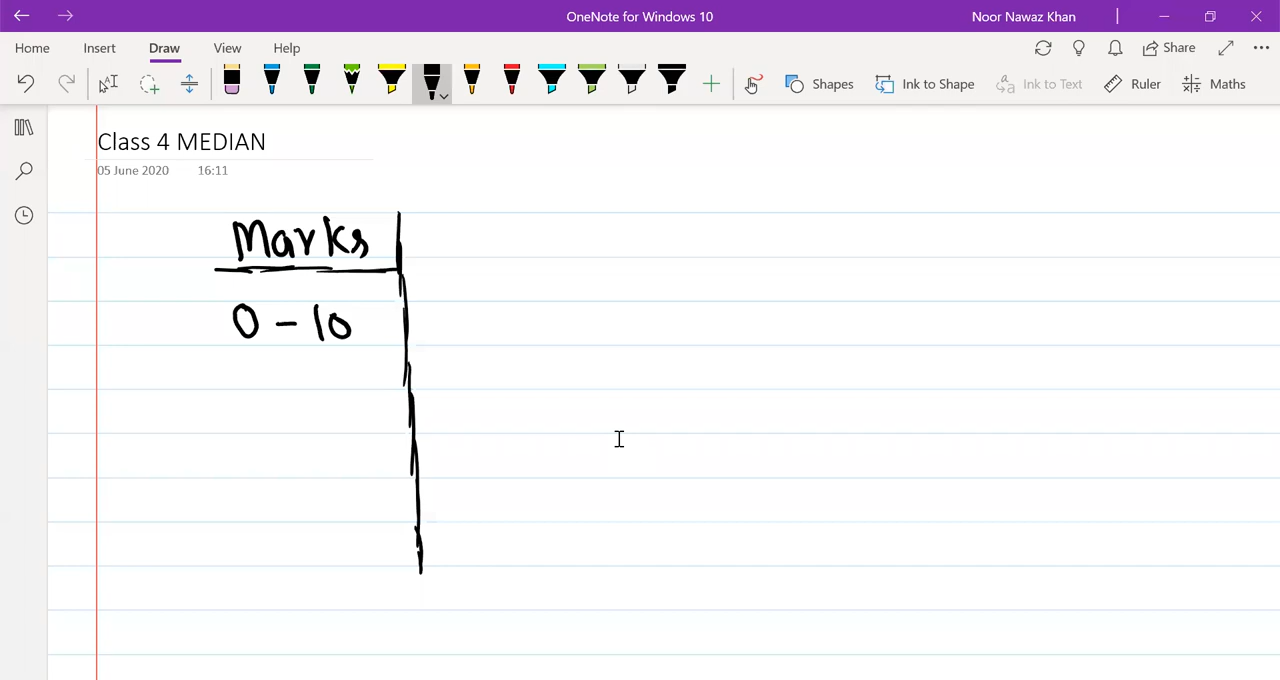 OneNote for Windows 10
Noor Nawaz Khan
Home Insert Draw View Help
Share
Shapes Ink to Shape Ink to Text Ruler Maths
Class 4 MEDIAN
05 June 2020 16:11
Marks
0 - 10